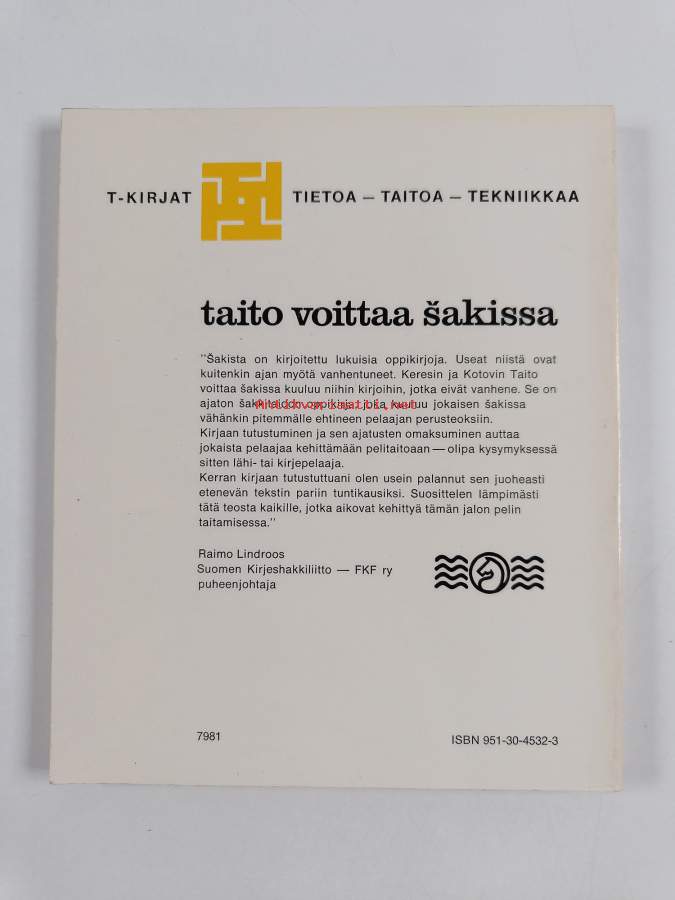 T-KIRJAT TIETOA — TAITOA — TEKNIIKKAA
taito voittaa šakissa
"Šakista on kirjoitettu lukuisia oppikirjoja. Useat niistä ovat
kuitenkin ajan myötä vanhentuneet. Keresin ja Kotovin Taito
voittaa šakissa kuuluu niihin kirjoihin, jotka eivät vanhene. Se on
ajaton šakkitaidon oppikirja, joka kuuluu jokaisen šakissa
vähänkin pitemmälle ehtineen pelaajan perusteoksiin.
Kirjaan tutustuminen ja sen ajatusten omaksuminen auttaa
jokaista pelaajaa kehittämään pelitaitoaan — olipa kysymyksessä
sitten lähi- tai kirjepelaaja.
Kerran kirjaan tutustuttuani olen usein palannut sen juoheasti
etenevän tekstin pariin tuntikausiksi. Suosittelen lämpimästi
tätä teosta kaikille, jotka aikovat kehittyä tämän jalon pelin
taitamisessa."
Raimo Lindroos
Suomen Kirjeshakkiliitto — FKF ry
puheenjohtaja
7981 ISBN 951-30-4532-3